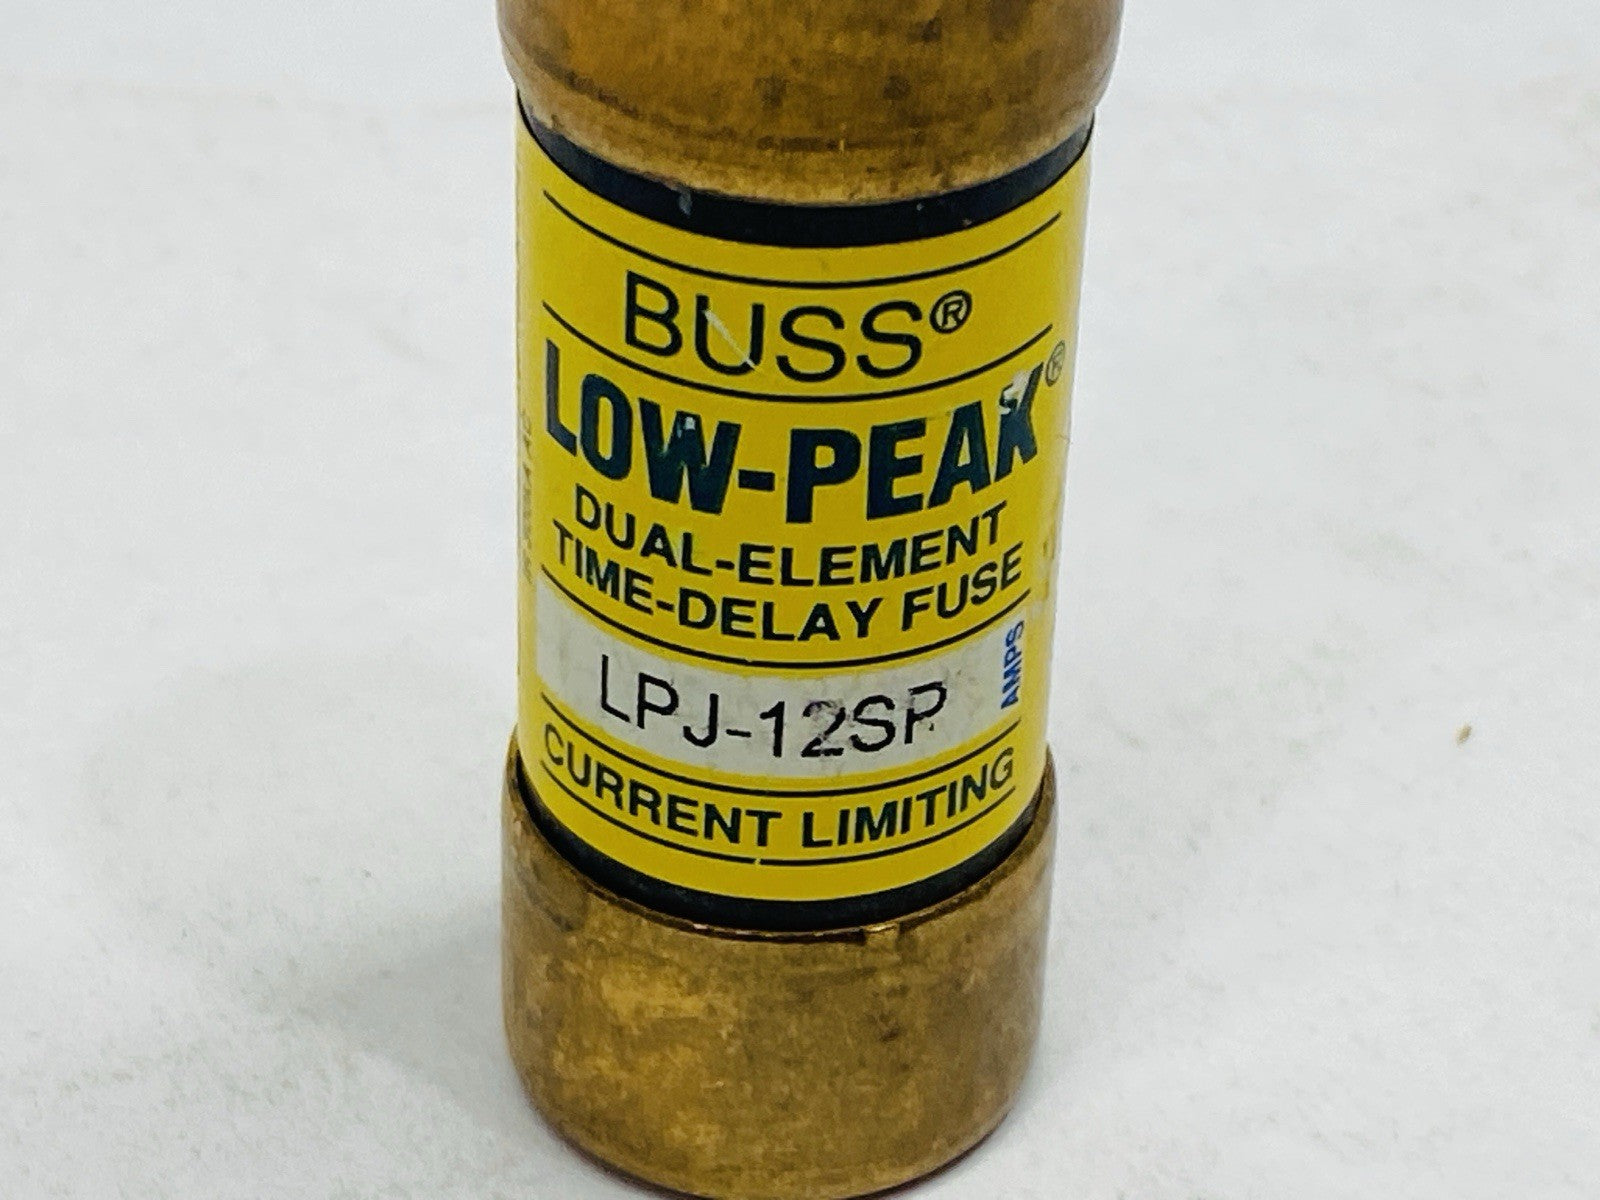 BUSS®
LOW-PEAK®
DUAL-ELEMENT
TIME-DELAY FUSE
LPJ-12SP
AMPS
CURRENT LIMITING